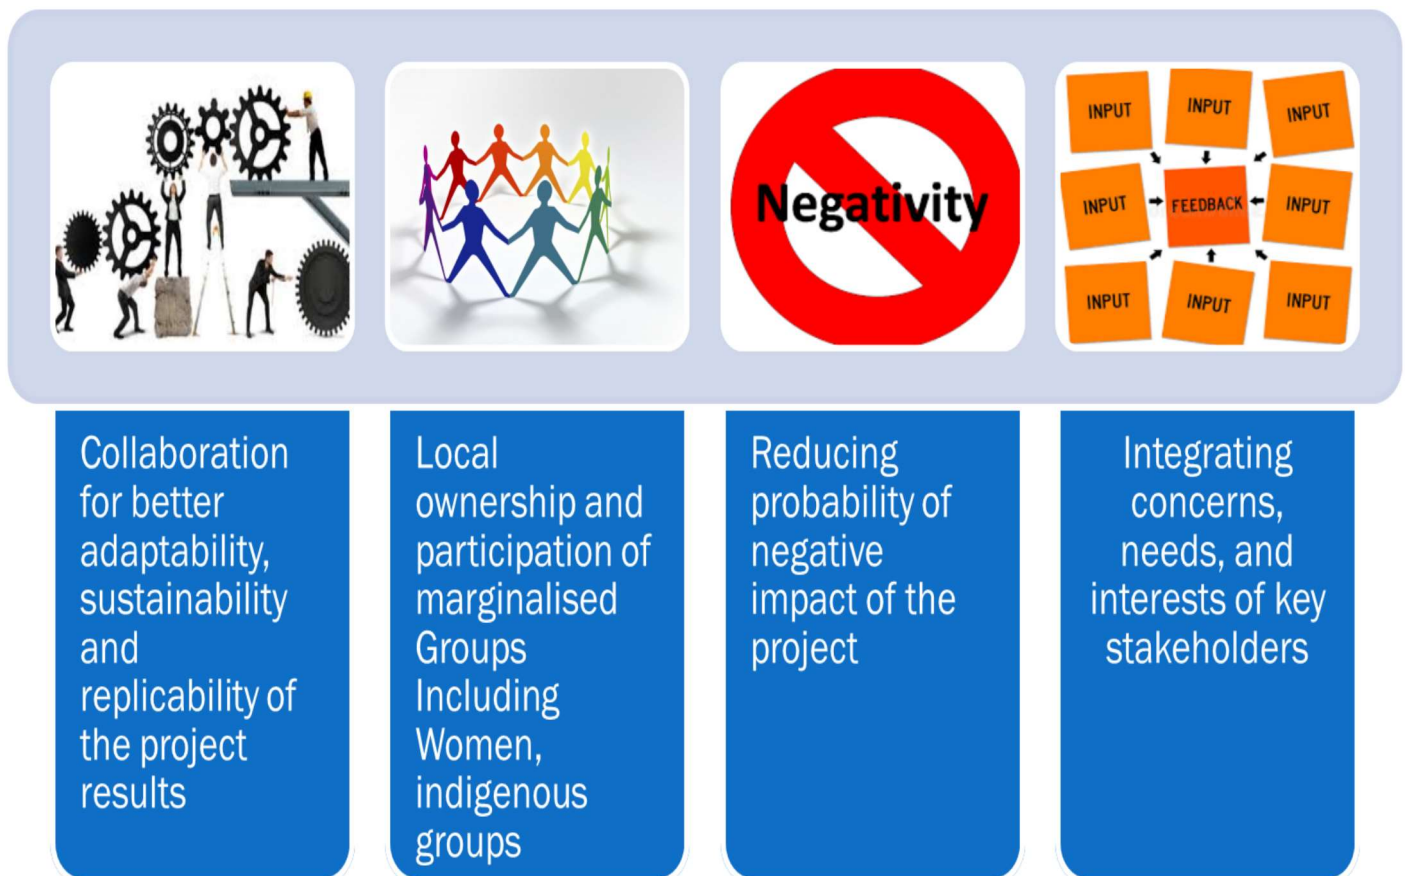 INPUT
INPUT
INPUT
Negativity
INPUT
FEEDBACK
INPUT
INPUT
INPUT
INPUT
Collaboration
for better
adaptability,
sustainability
and
replicability of
the project
results
Local
ownership and
participation of
marginalised
Groups
Including
Women,
indigenous
groups
Reducing
probability of
negative
impact of the
project
Integrating
concerns,
needs, and
interests of key
stakeholders